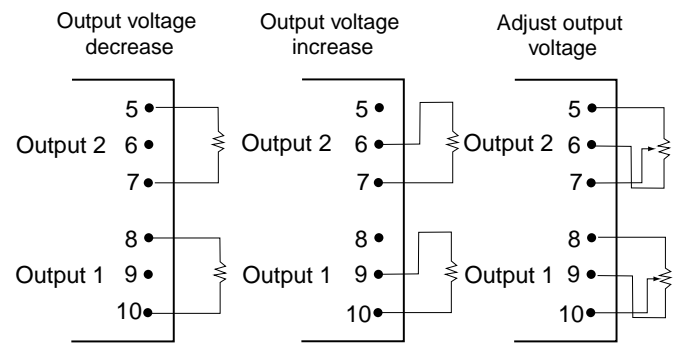 Output voltage
decrease
5
Output 2 6
7
8
Output 1 9
10
Output voltage
increase
5
Output 2 6
7
8
Output 1 9
10
Adjust output
voltage
5
Output 2 6
7
8
Output 1 9
10